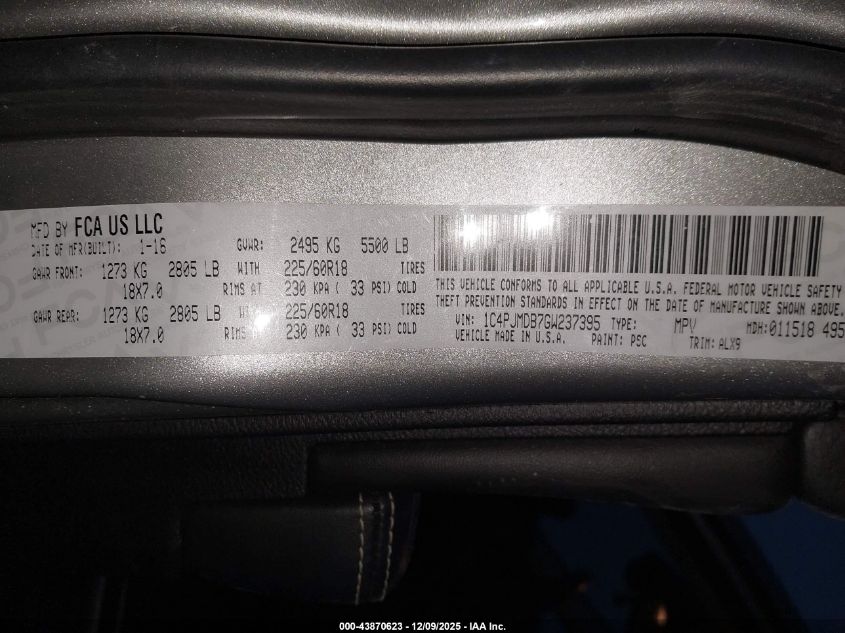 MFD BY FCA US LLC
DATE OF MFR(BUILT): 1-16 GVWR: 2495 KG 5500 LB
GAWR FRONT: 1273 KG 2805 LB WITH 225/60R18 TIRES
18X7.0 RIMS AT 230 KPA ( 33 PSI) COLD
GAWR REAR: 1273 KG 2805 LB WITH 225/60R18 TIRES
18X7.0 RIMS 230 KPA ( 33 PSI) COLD
THIS VEHICLE CONFORMS TO ALL APPLICABLE U.S.A. FEDERAL MOTOR VEHICLE SAFETY
THEFT PREVENTION STANDARDS IN EFFECT ON THE DATE OF MANUFACTURE SHOWN ABOVE.
VIN: 1C4PJMDB7GW237395 TYPE: MPV MDH:011518 495
VEHICLE MADE IN U.S.A. PAINT: PSC TRIM: ALX9
000-43870623 - 12/09/2025 - IAA Inc.